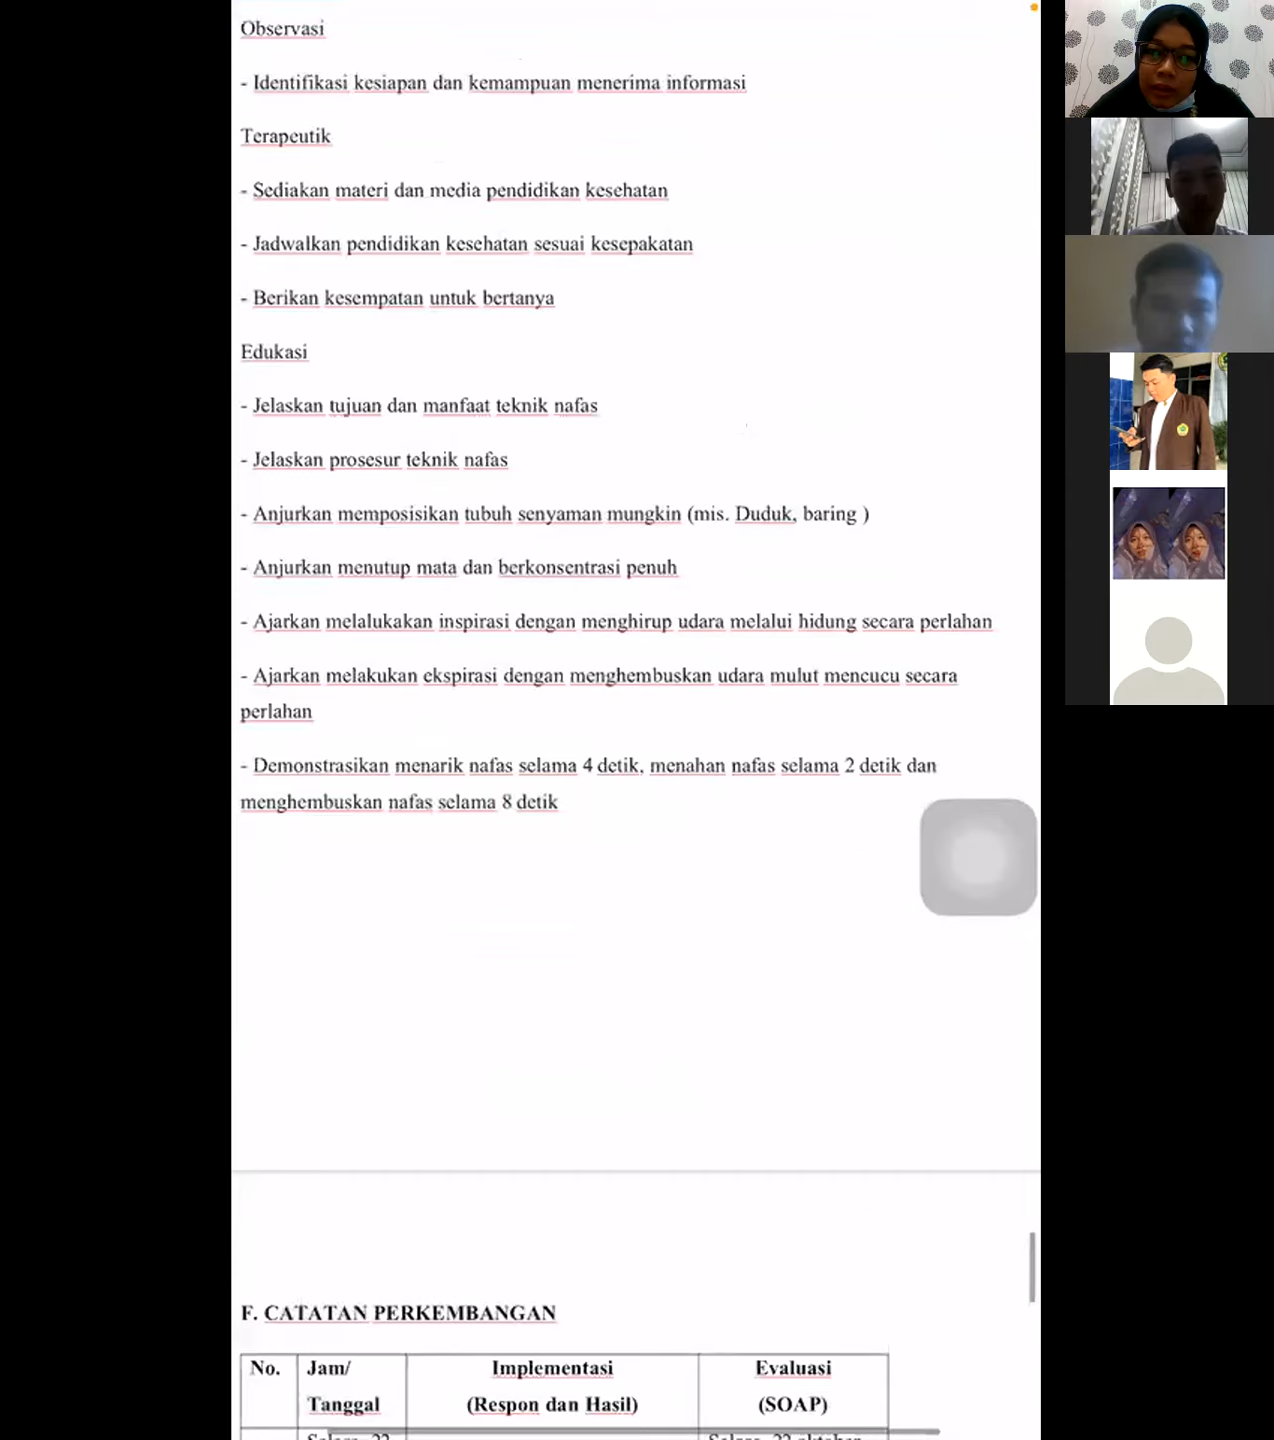 Observasi
- Identifikasi kesiapan dan kemampuan menerima informasi
Terapeutik
- Sediakan materi dan media pendidikan kesehatan
- Jadwalkan pendidikan kesehatan sesuai kesepakatan
- Berikan kesempatan untuk bertanya
Edukasi
- Jelaskan tujuan dan manfaat teknik nafas
- Jelaskan prosesur teknik nafas
- Anjurkan memposisikan tubuh senyaman mungkin (mis. Duduk, baring )
- Anjurkan menutup mata dan berkonsentrasi penuh
- Ajarkan melalukakan inspirasi dengan menghirup udara melalui hidung secara perlahan
- Ajarkan melakukan ekspirasi dengan menghembuskan udara mulut mencucu secara
perlahan
- Demonstrasikan menarik nafas selama 4 detik, menahan nafas selama 2 detik dan
menghembuskan nafas selama 8 detik
F. CATATAN PERKEMBANGAN
No.
Jam/
Tanggal
Implementasi
(Respon dan Hasil)
Evaluasi
(SOAP)